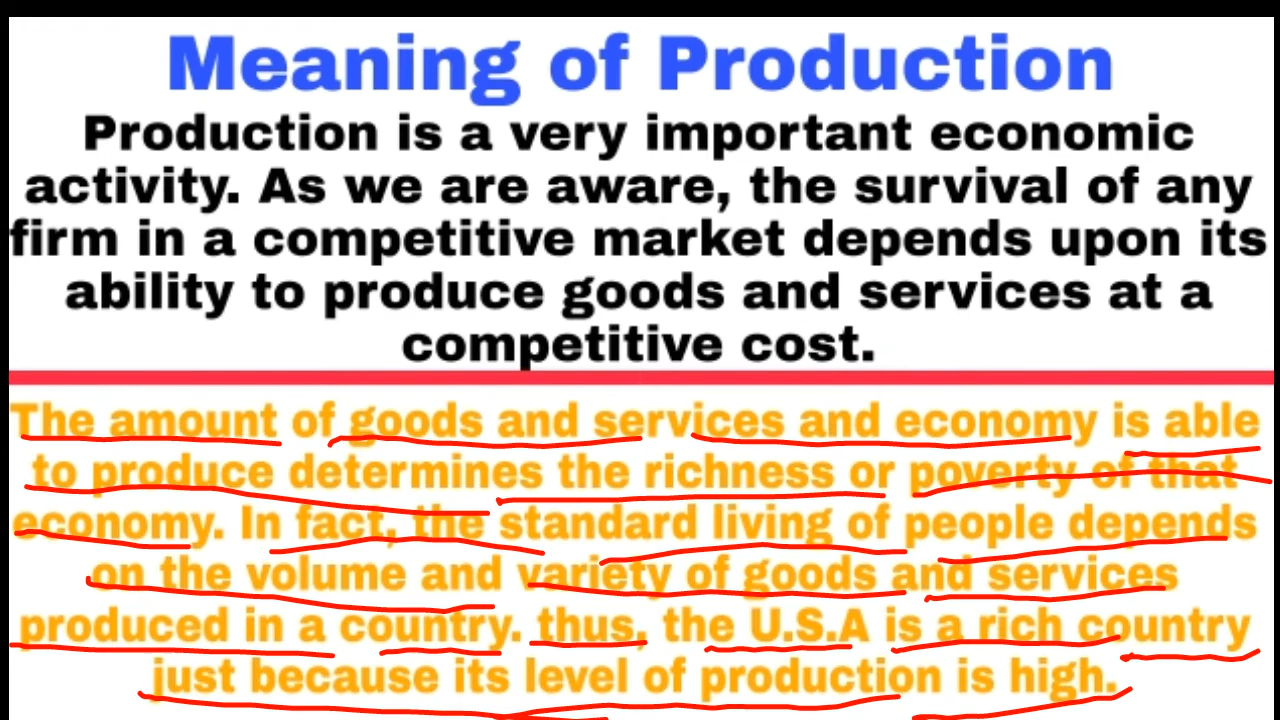 Meaning of Production
Production is a very important economic
activity. As we are aware, the survival of any
firm in a competitive market depends upon its
ability to produce goods and services at a
competitive cost.
The amount of goods and services and economy is able
to produce determines the richness or poverty of that
economy. In fact, the standard living of people depends
on the volume and variety of goods and services
produced in a country. thus, the U.S.A is a rich country
just because its level of production is high.